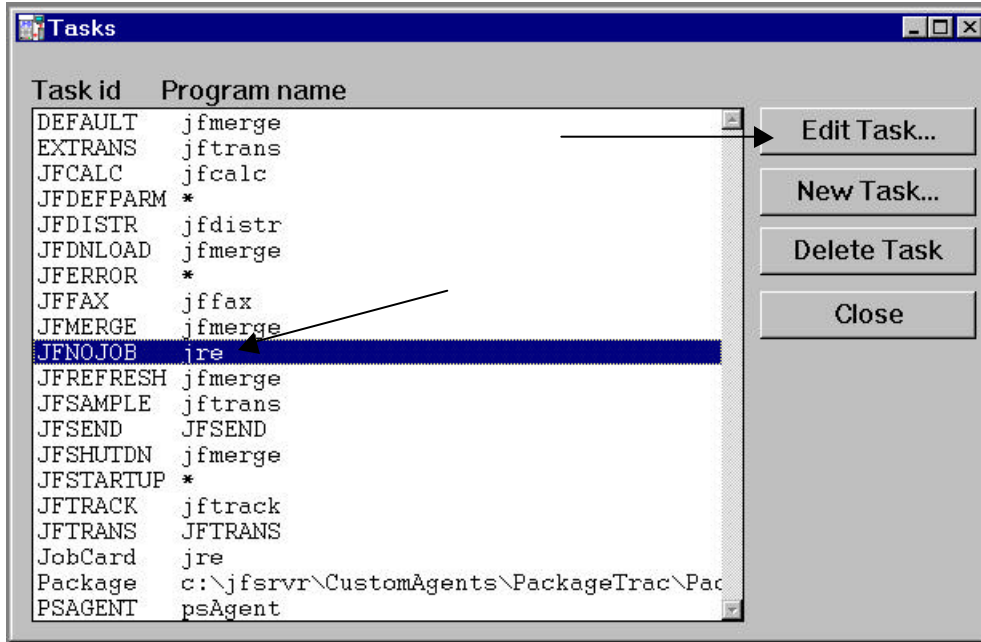 Tasks
Task id Program name
DEFAULT jfmerge
EXTRANS jftrans
JFCALC jfcalc
JFDEFPARM *
JFDISTR jfdistr
JFDNLOAD jfmerge
JFERROR *
JFFAX jffax
JFMERGE jfmerge
JFNOJOB jre
JFREFRESH jfmerge
JFSAMPLE jftrans
JFSEND JFSEND
JFSHUTDN jfmerge
JFSTARTUP *
JFTRACK jftrack
JFTRANS JFTRANS
JobCard jre
Package c:\jfsrvr\CustomAgents\PackageTrac\Pac
PSAGENT psAgent
Edit Task...
New Task...
Delete Task
Close